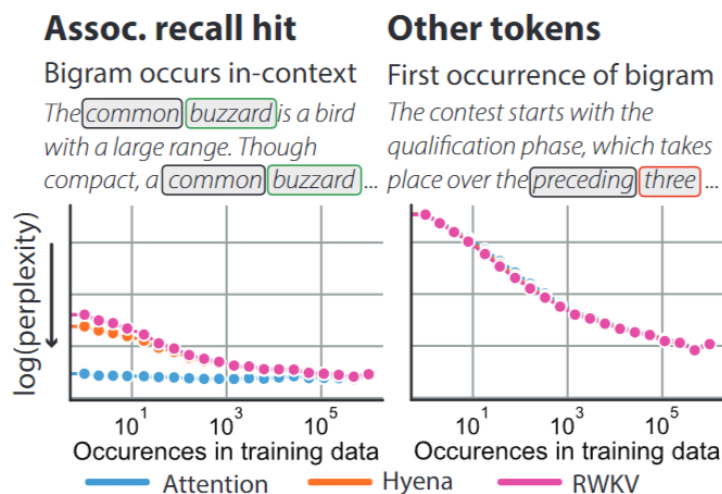 Assoc. recall hit
Bigram occurs in-context
The common buzzard is a bird
with a large range. Though
compact, a common buzzard ...
Other tokens
First occurrence of bigram
The contest starts with the
qualification phase, which takes
place over the preceding three ...
log(perplexity)
10^1 10^3 10^5
Occurences in training data
10^1 10^3 10^5
Occurences in training data
Attention Hyena RWKV